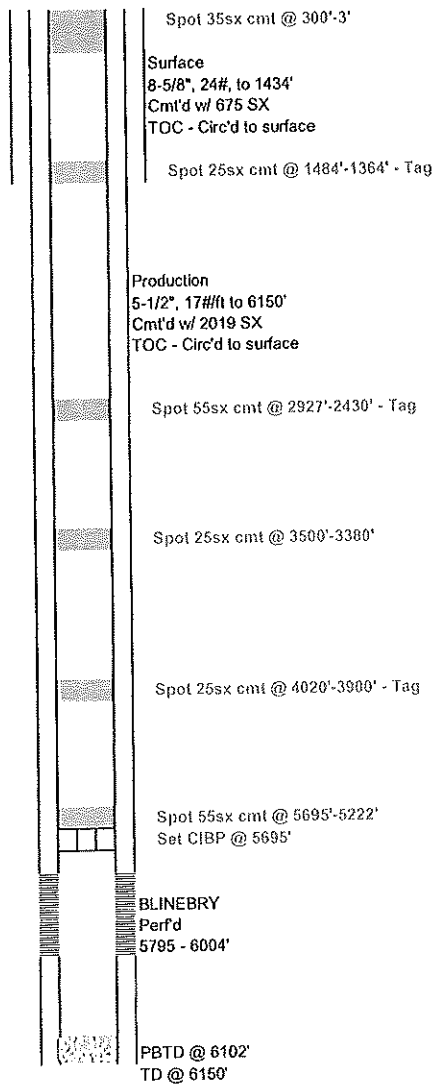 Spot 35sx cmt @ 300'-3'
Surface
8-5/8", 24#, to 1434'
Cmt'd w/ 675 SX
TOC - Circ'd to surface
Spot 25sx cmt @ 1484'-1364' - Tag
Production
5-1/2", 17#/ft to 6150'
Cmt'd w/ 2019 SX
TOC - Circ'd to surface
Spot 55sx cmt @ 2927'-2430' - Tag
Spot 25sx cmt @ 3500'-3380'
Spot 25sx cmt @ 4020'-3900' - Tag
Spot 55sx cmt @ 5695'-5222'
Set CIBP @ 5695'
BLINEBRY
Perf'd
5795 - 6004'
PBTD @ 6102'
TD @ 6150'